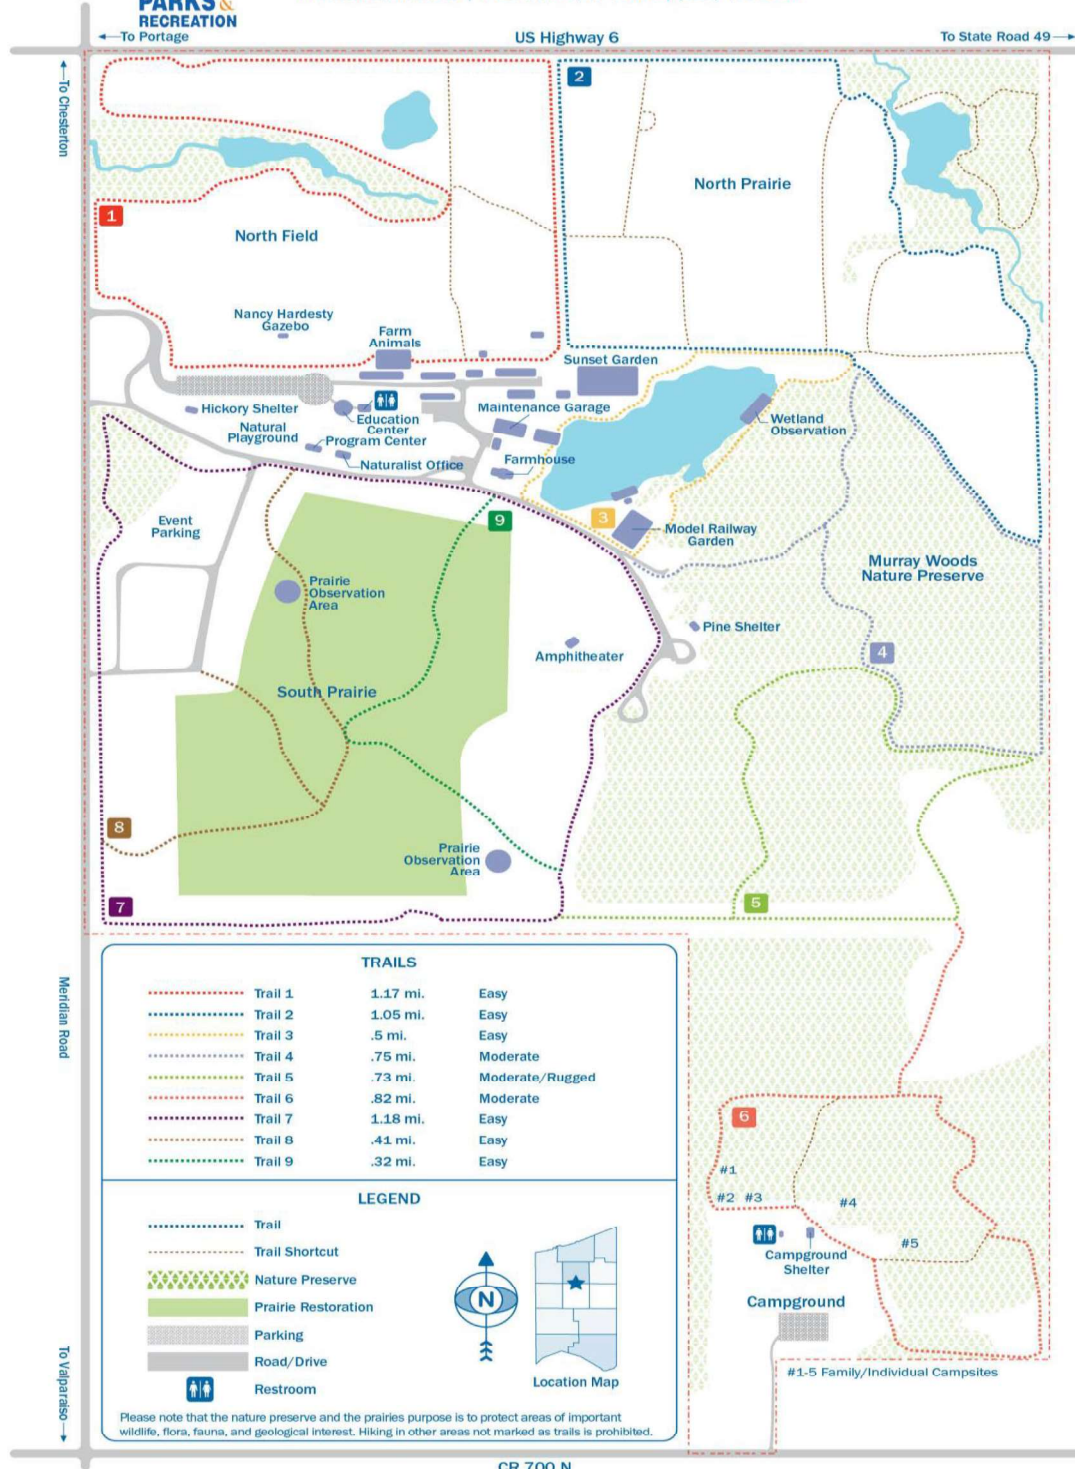 PARKS &
RECREATION
To Portage
US Highway 6
To State Road 49
To Chesterton
2
North Prairie
1
North Field
Nancy Hardesty
Gazebo
Farm
Animals
Sunset Garden
Hickory Shelter
Education
Center
Maintenance Garage
Wetland
Observation
Natural
Playground
Program Center
Naturalist Office
Farmhouse
Event
Parking
9
3
Model Railway
Garden
Murray Woods
Nature Preserve
Prairie
Observation
Area
Pine Shelter
Amphitheater
4
South Prairie
8
Prairie
Observation
Area
7
5
TRAILS
Trail 1 1.17 mi. Easy
Trail 2 1.05 mi. Easy
Trail 3 .5 mi. Easy
Trail 4 .75 mi. Moderate
Trail 5 .73 mi. Moderate/Rugged
Trail 6 .82 mi. Moderate
Trail 7 1.18 mi. Easy
Trail 8 .41 mi. Easy
Trail 9 .32 mi. Easy
Meridian Road
6
#1
#2 #3
#4
#5
Campground
Shelter
Campground
#1-5 Family/Individual Campsites
LEGEND
Trail
Trail Shortcut
Nature Preserve
Prairie Restoration
Parking
Road/Drive
Restroom
N
Location Map
Please note that the nature preserve and the prairies purpose is to protect areas of important
wildlife, flora, fauna, and geological interest. Hiking in other areas not marked as trails is prohibited.
To Valparaiso
CR 700 N